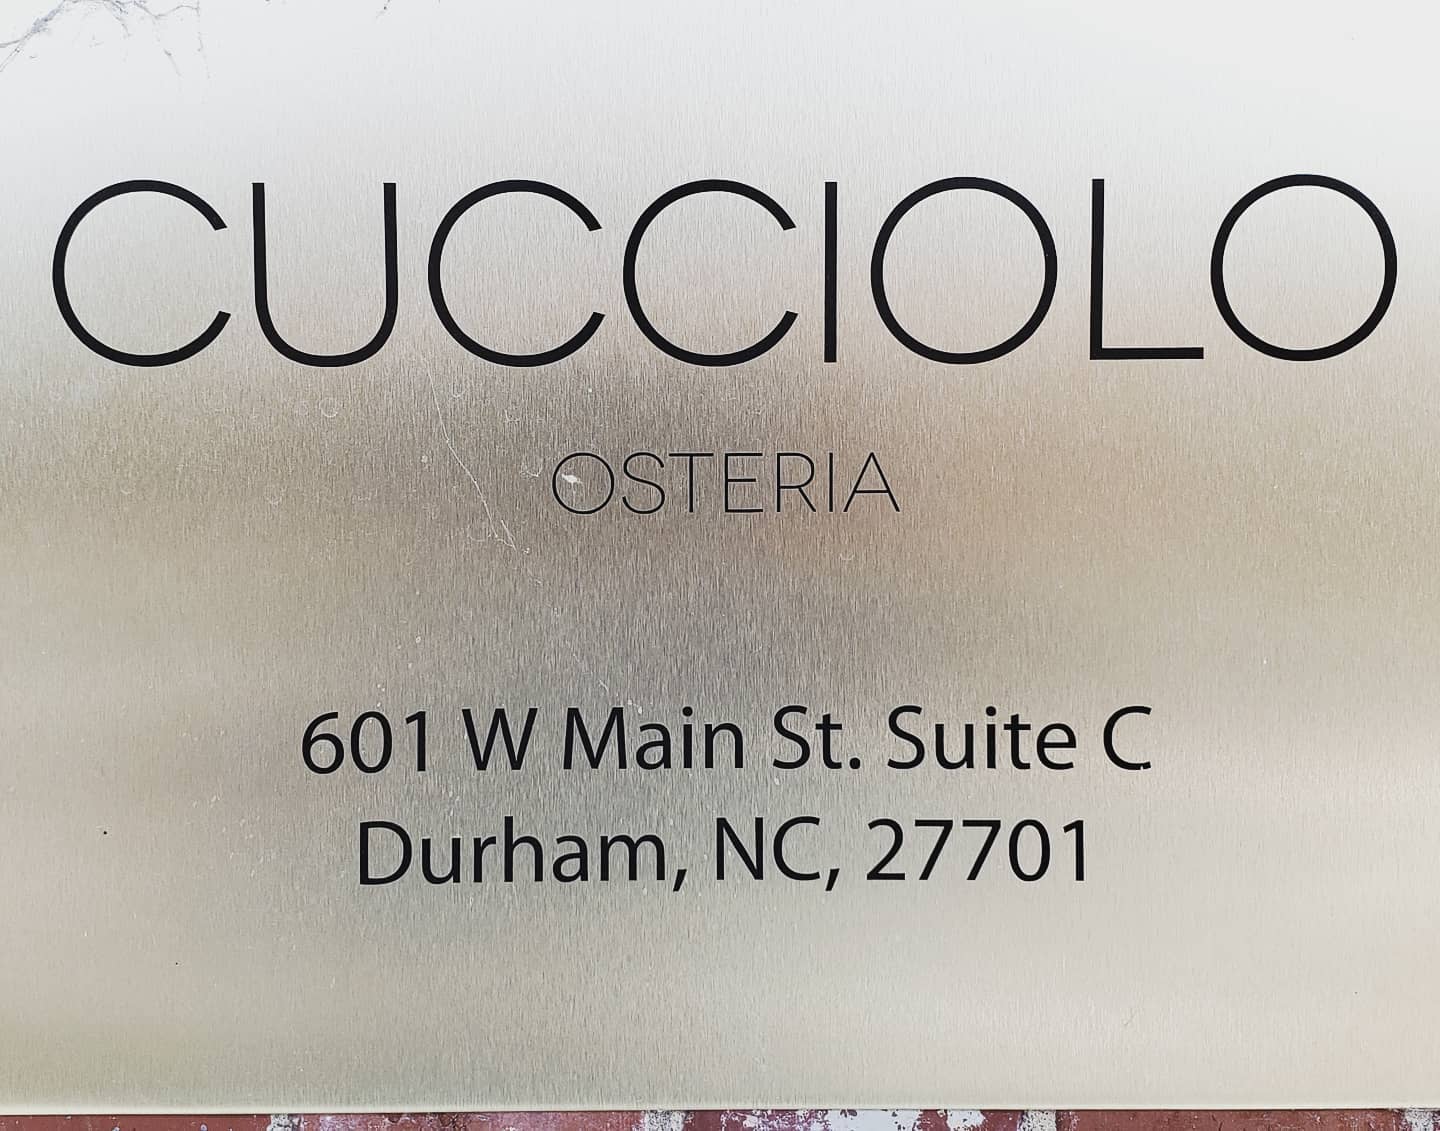 CUCCIOLO
OSTERIA
601 W Main St. Suite C
Durham, NC, 27701